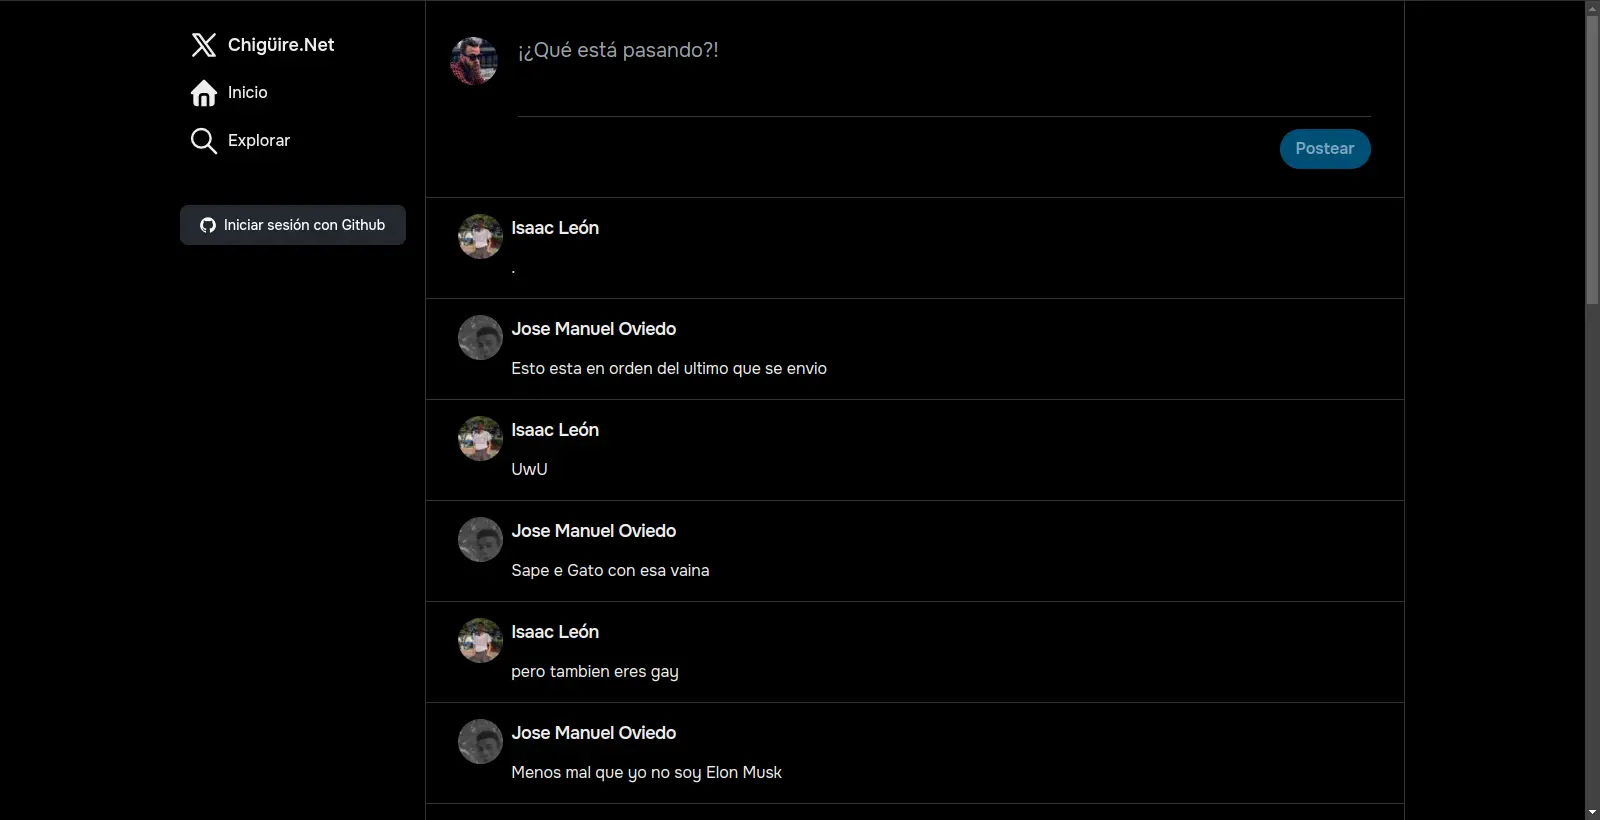 Chigüire.Net
Inicio
Explorar
Iniciar sesión con Github
¡¿Qué está pasando?!
Postear
Isaac León
.
Jose Manuel Oviedo
Esto esta en orden del ultimo que se envio
Isaac León
UwU
Jose Manuel Oviedo
Sape e Gato con esa vaina
Isaac León
pero tambien eres gay
Jose Manuel Oviedo
Menos mal que yo no soy Elon Musk